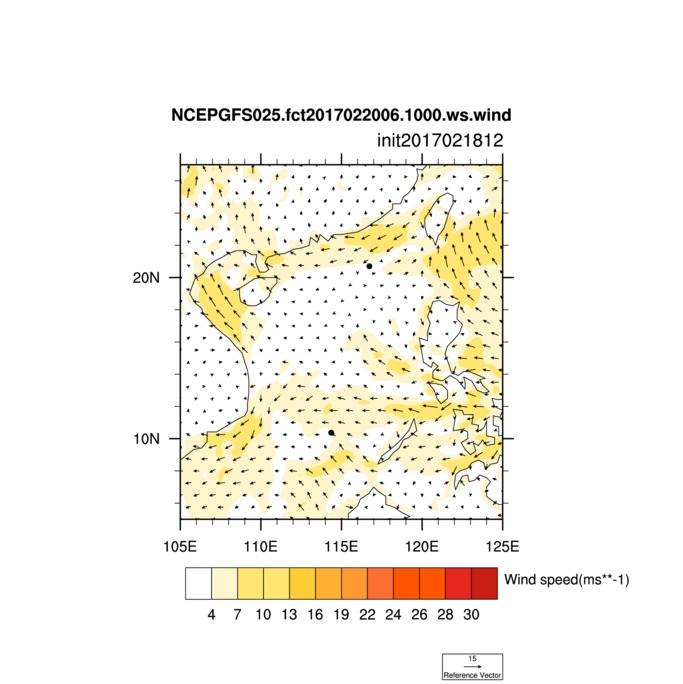 NCEPGFS025.fct2017022006.1000.ws.wind
init2017021812
20N
10N
105E 110E 115E 120E 125E
Wind speed(ms**-1)
4 7 10 13 16 19 22 24 26 28 30
15
Reference Vector